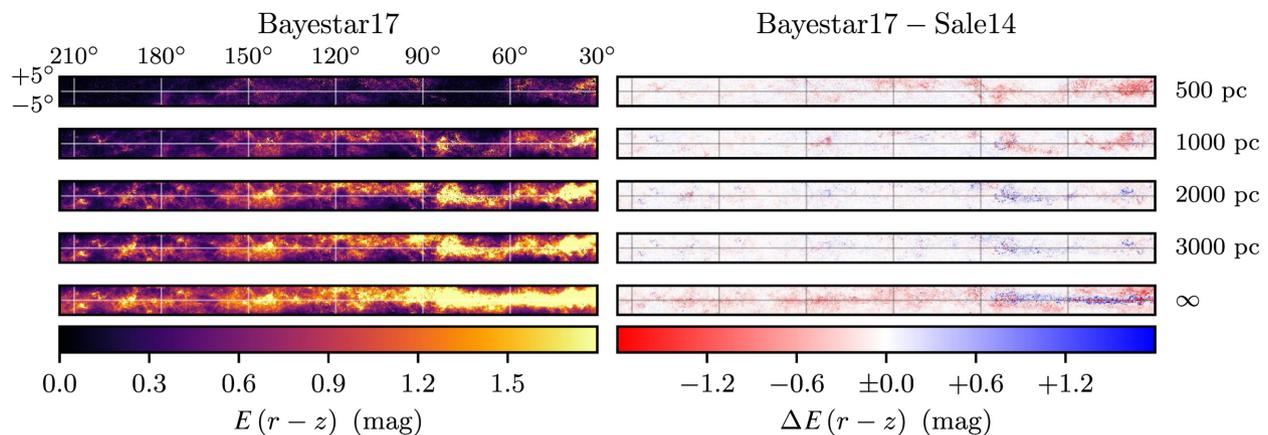 Bayestar17 Bayestar17 − Sale14
210° 180° 150° 120° 90° 60° 30°
+5°
−5°
500 pc
1000 pc
2000 pc
3000 pc
∞
0.0 0.3 0.6 0.9 1.2 1.5 −1.2 −0.6 ±0.0 +0.6 +1.2
E (r − z) (mag) ΔE (r − z) (mag)